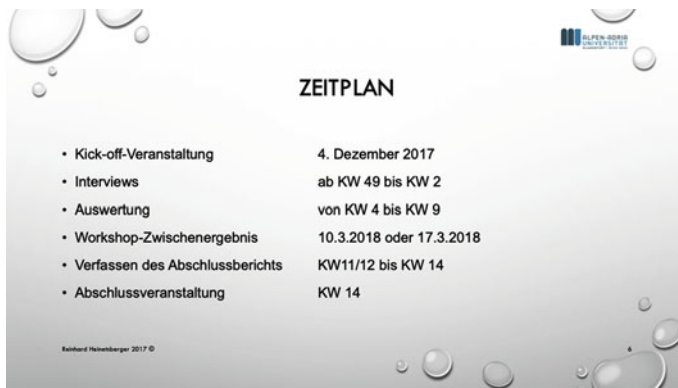 ALPEN-ADRIA
UNIVERSITÄT
ZEITPLAN
• Kick-off-Veranstaltung 4. Dezember 2017
• Interviews ab KW 49 bis KW 2
• Auswertung von KW 4 bis KW 9
• Workshop-Zwischenergebnis 10.3.2018 oder 17.3.2018
• Verfassen des Abschlussberichts KW11/12 bis KW 14
• Abschlussveranstaltung KW 14
Reinhard Heinetsberger 2017 © 6